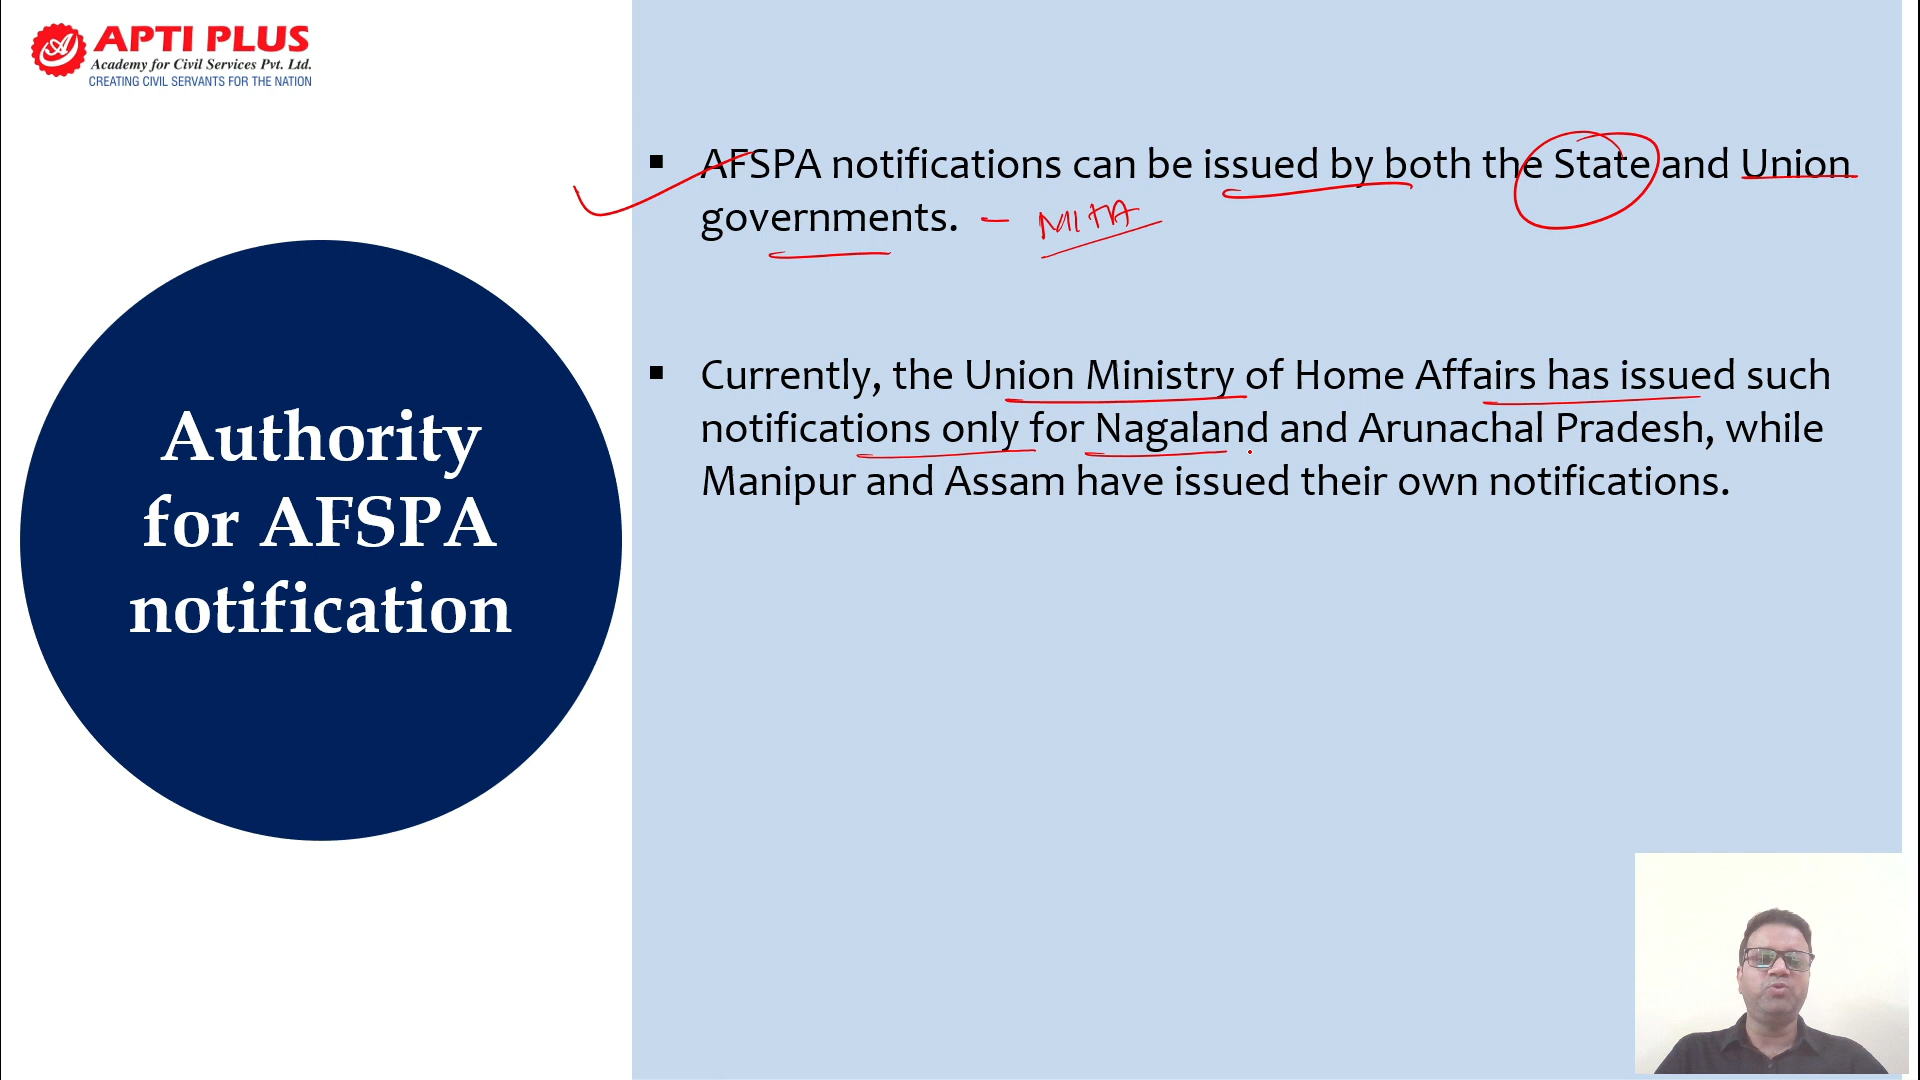 APTI PLUS
Academy for Civil Services Pvt. Ltd.
CREATING CIVIL SERVANTS FOR THE NATION
Authority
for AFSPA
notification
▪ AFSPA notifications can be issued by both the State and Union
governments. – MHA
▪ Currently, the Union Ministry of Home Affairs has issued such
notifications only for Nagaland and Arunachal Pradesh, while
Manipur and Assam have issued their own notifications.